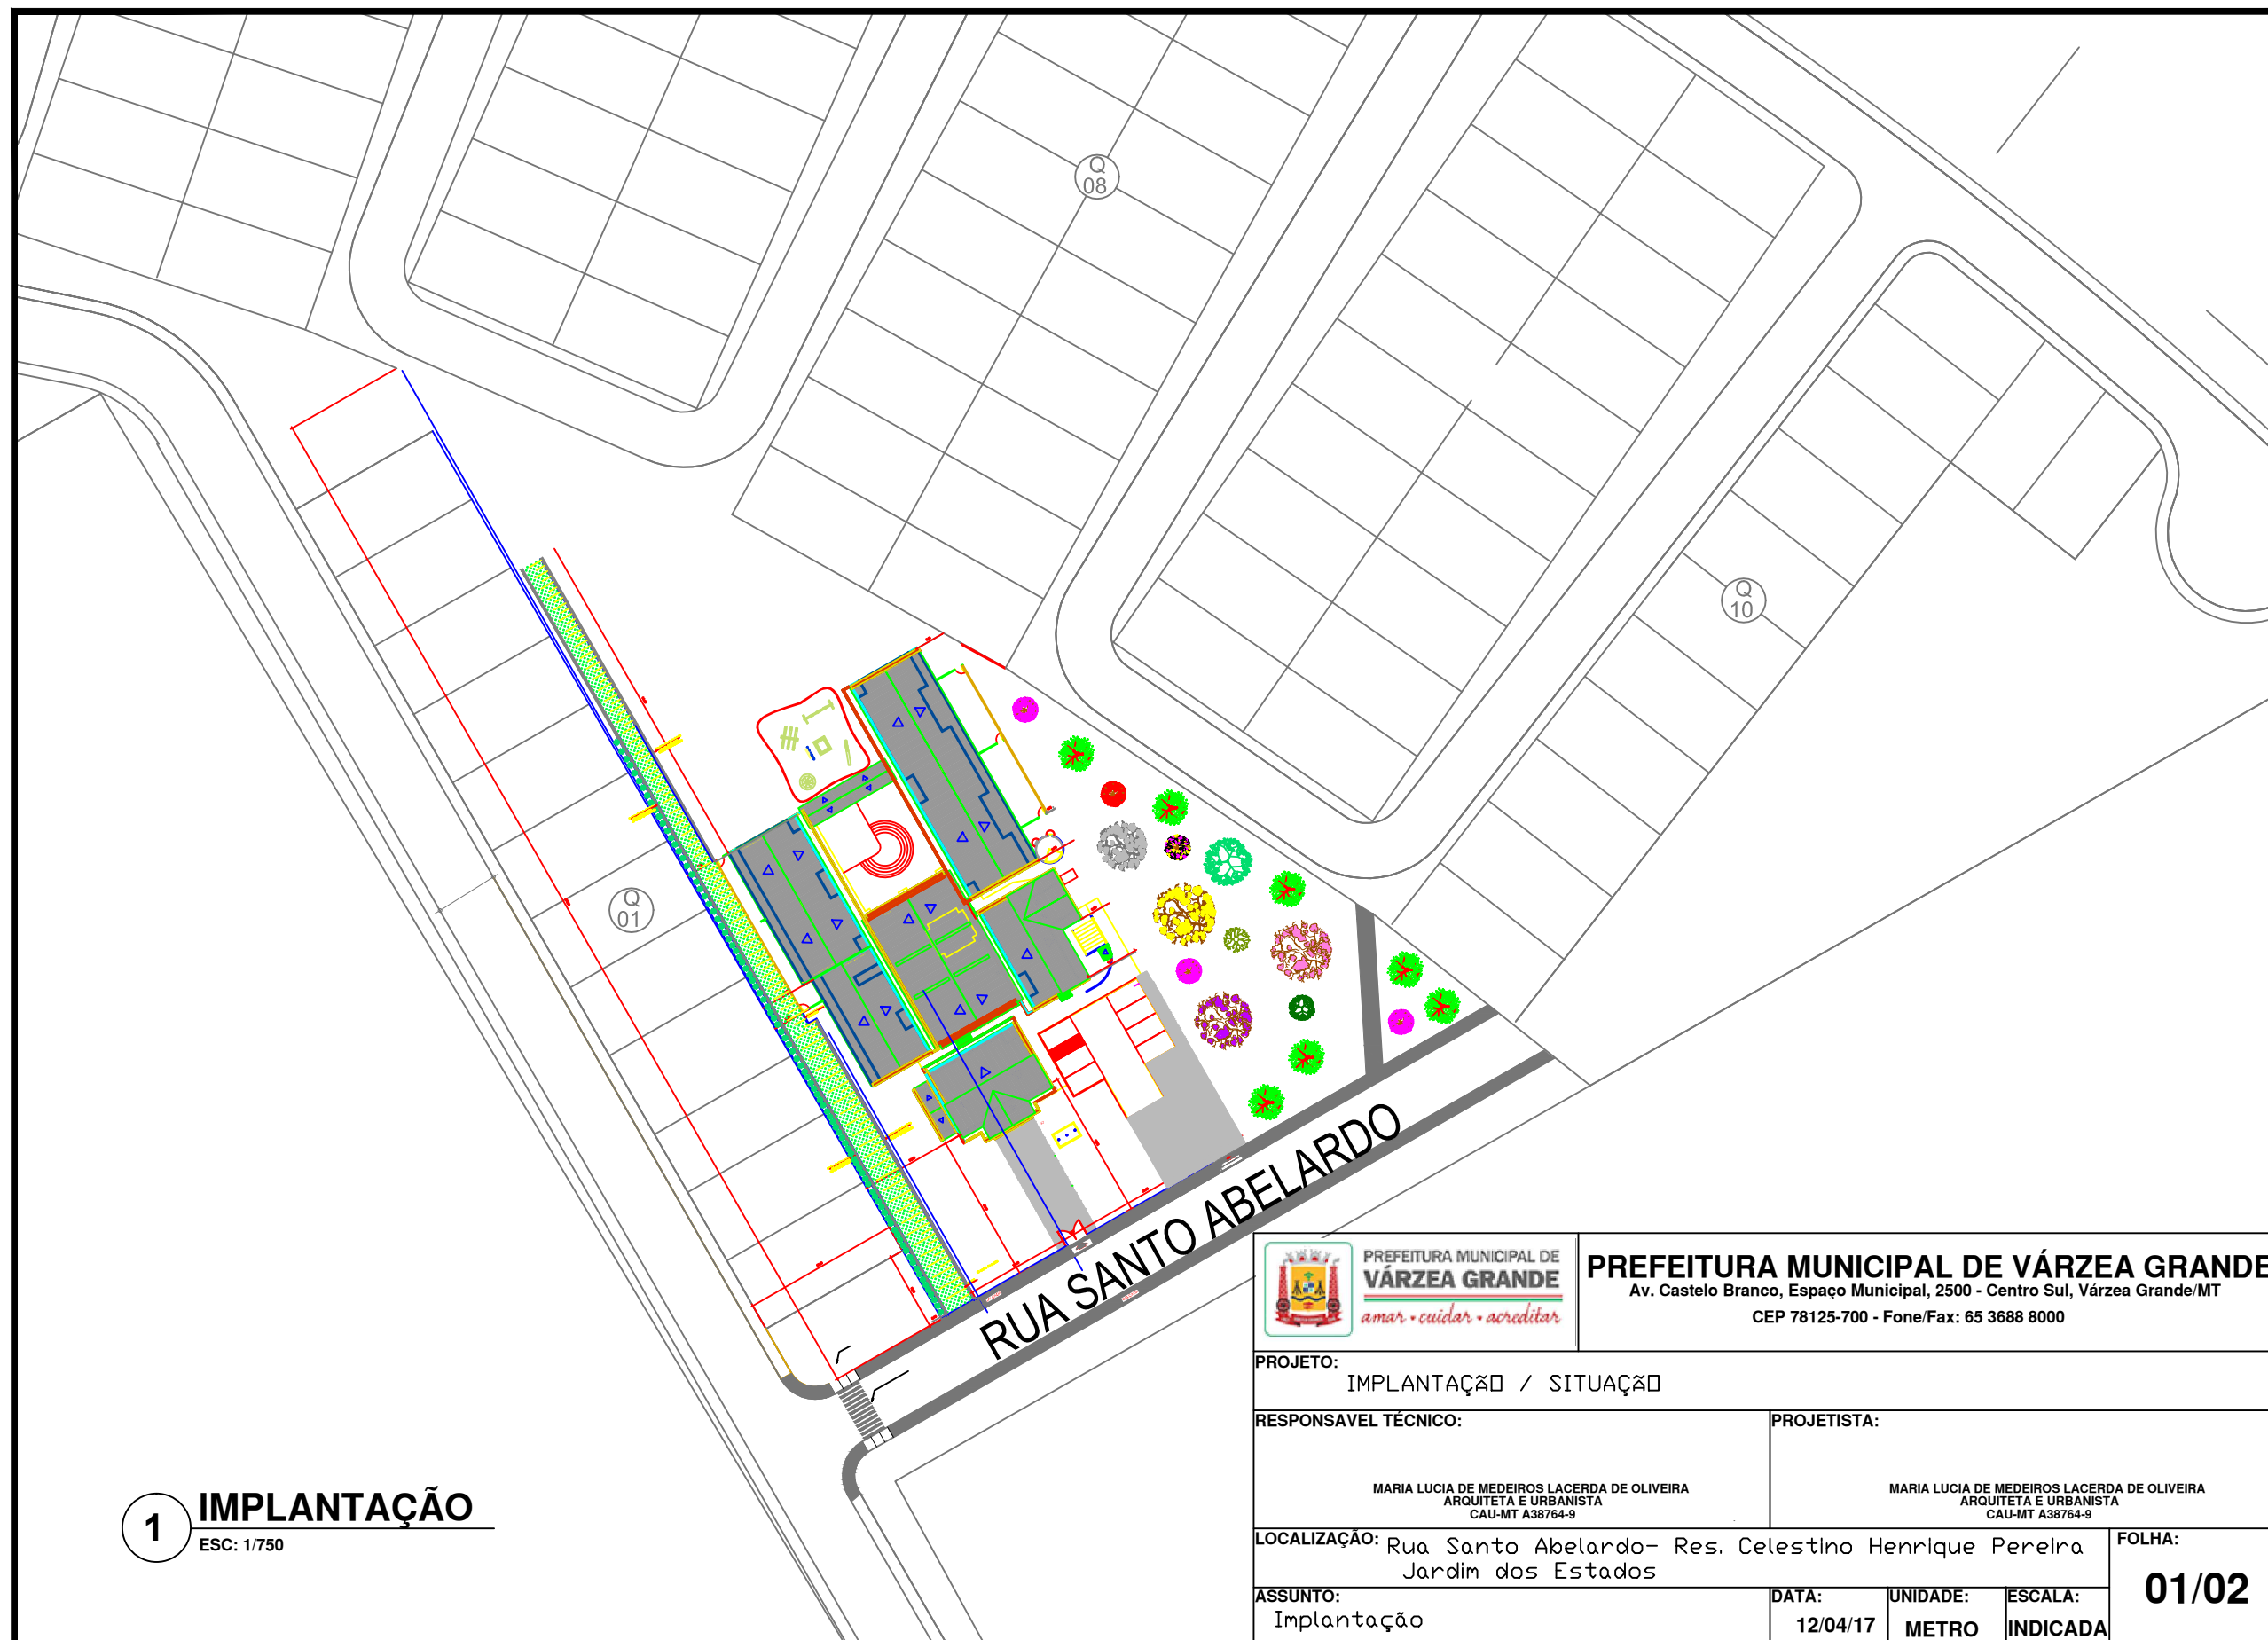 Q
08
Q
10
Q
01
RUA SANTO ABELARDO
1
IMPLANTAÇÃO
ESC: 1/750
PREFEITURA MUNICIPAL DE
VÁRZEA GRANDE
amar • cuidar • acreditar
PREFEITURA MUNICIPAL DE VÁRZEA GRANDE
Av. Castelo Branco, Espaço Municipal, 2500 - Centro Sul, Várzea Grande/MT
CEP 78125-700 - Fone/Fax: 65 3688 8000
PROJETO:
IMPLANTAÇÃO / SITUAÇÃO
RESPONSAVEL TÉCNICO:
MARIA LUCIA DE MEDEIROS LACERDA DE OLIVEIRA
ARQUITETA E URBANISTA
CAU-MT A38764-9
PROJETISTA:
MARIA LUCIA DE MEDEIROS LACERDA DE OLIVEIRA
ARQUITETA E URBANISTA
CAU-MT A38764-9
LOCALIZAÇÃO: Rua Santo Abelardo- Res. Celestino Henrique Pereira
Jardim dos Estados
FOLHA:
01/02
ASSUNTO:
Implantação
DATA:
12/04/17
UNIDADE:
METRO
ESCALA:
INDICADA